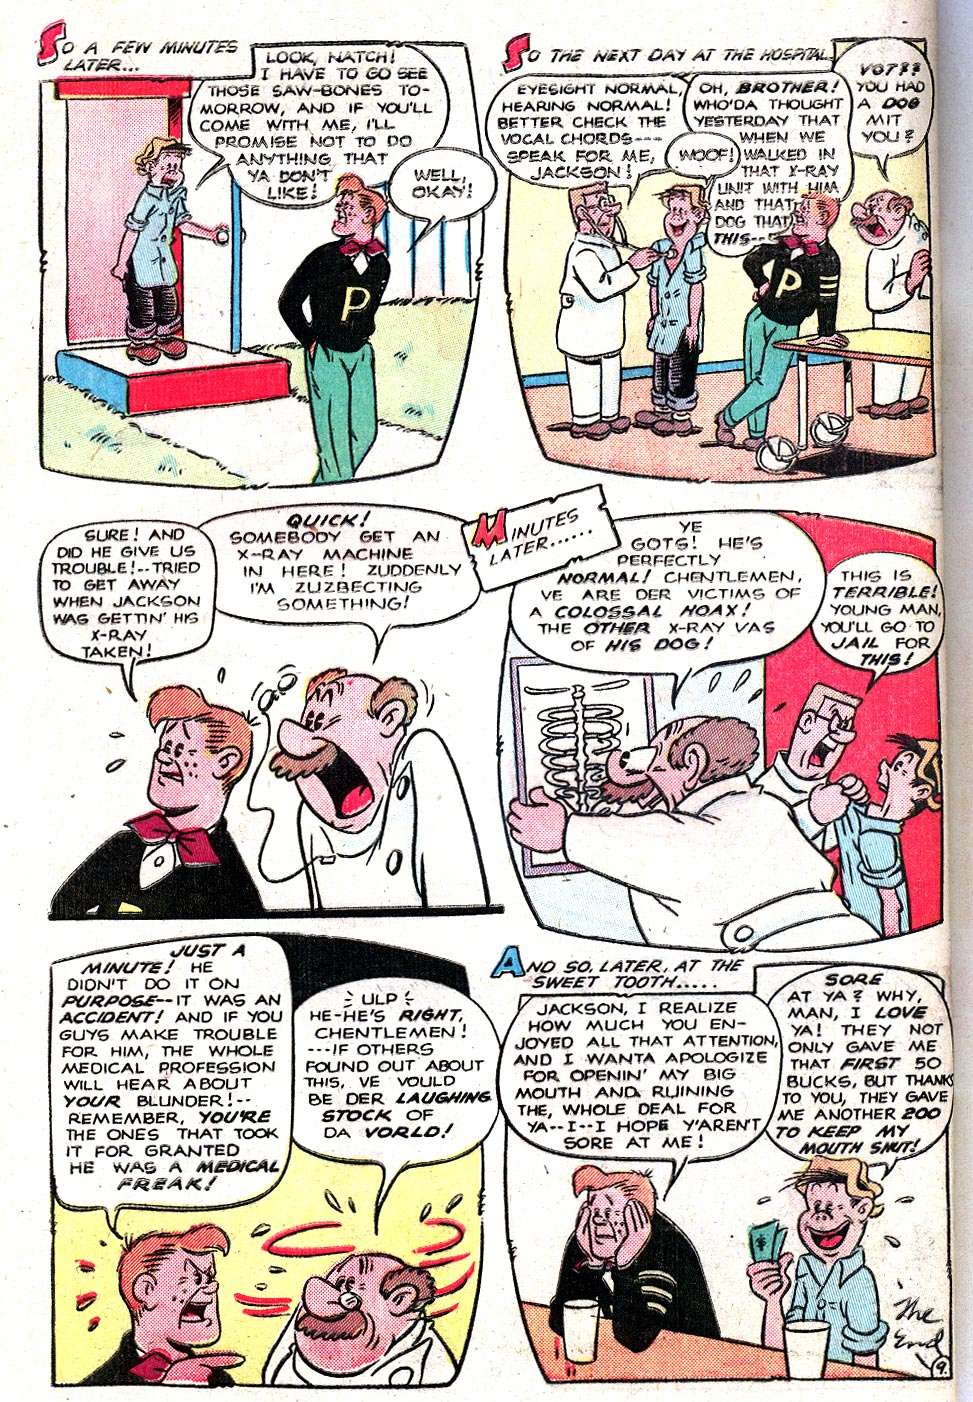 SO A FEW MINUTES
LATER...
LOOK, NATCH!
I HAVE TO GO SEE
THOSE SAW-BONES TO-
MORROW, AND IF YOU'LL
COME WITH ME, I'LL
PROMISE NOT TO DO
ANYTHING THAT
YA DON'T
LIKE!
WELL,
OKAY!
P
SO THE NEXT DAY AT THE HOSPITAL..
EYESIGHT NORMAL,
HEARING NORMAL!
BETTER CHECK THE
VOCAL CHORDS---
SPEAK FOR ME,
JACKSON!
WOOF!
OH, BROTHER!
WHO'DA THOUGHT
YESTERDAY THAT
WHEN WE
WALKED IN
THAT X-RAY
UNIT WITH HIM
AND THAT
DOG THAT
THIS--
VOT??
YOU HAD
A DOG
MIT
YOU?
P
SURE! AND
DID HE GIVE US
TROUBLE!--TRIED
TO GET AWAY
WHEN JACKSON
WAS GETTIN' HIS
X-RAY
TAKEN!
QUICK!
SOMEBODY GET AN
X-RAY MACHINE
IN HERE! ZUDDENLY
I'M ZUZBECTING
SOMETHING!
MINUTES
LATER......
YE
GOTS! HE'S
PERFECTLY
NORMAL! CHENTLEMEN,
VE ARE DER VICTIMS OF
A COLOSSAL HOAX!
THE OTHER X-RAY VAS
OF HIS DOG!
THIS IS
TERRIBLE!
YOUNG MAN,
YOU'LL GO TO
JAIL FOR
THIS!
JUST A
MINUTE! HE
DIDN'T DO IT ON
PURPOSE--IT WAS AN
ACCIDENT! AND IF YOU
GUYS MAKE TROUBLE
FOR HIM, THE WHOLE
MEDICAL PROFESSION
WILL HEAR ABOUT
YOUR BLUNDER!--
REMEMBER, YOU'RE
THE ONES THAT TOOK
IT FOR GRANTED
HE WAS A MEDICAL
FREAK!
ULP
HE-HE'S RIGHT,
CHENTLEMEN!
---IF OTHERS
FOUND OUT ABOUT
THIS, VE VOULD
BE DER LAUGHING
STOCK OF
DA VORLD!
AND SO, LATER, AT THE
SWEET TOOTH.....
JACKSON, I REALIZE
HOW MUCH YOU EN-
JOYED ALL THAT ATTENTION,
AND I WANTA APOLOGIZE
FOR OPENIN' MY BIG
MOUTH AND RUINING
THE, WHOLE DEAL FOR
YA--I--I HOPE Y'AREN'T
SORE AT ME!
SORE
AT YA? WHY,
MAN, I LOVE
YA! THEY NOT
ONLY GAVE ME
THAT FIRST 50
BUCKS, BUT THANKS
TO YOU, THEY GAVE
ME ANOTHER 200
TO KEEP MY
MOUTH SHUT!
The
End
9.